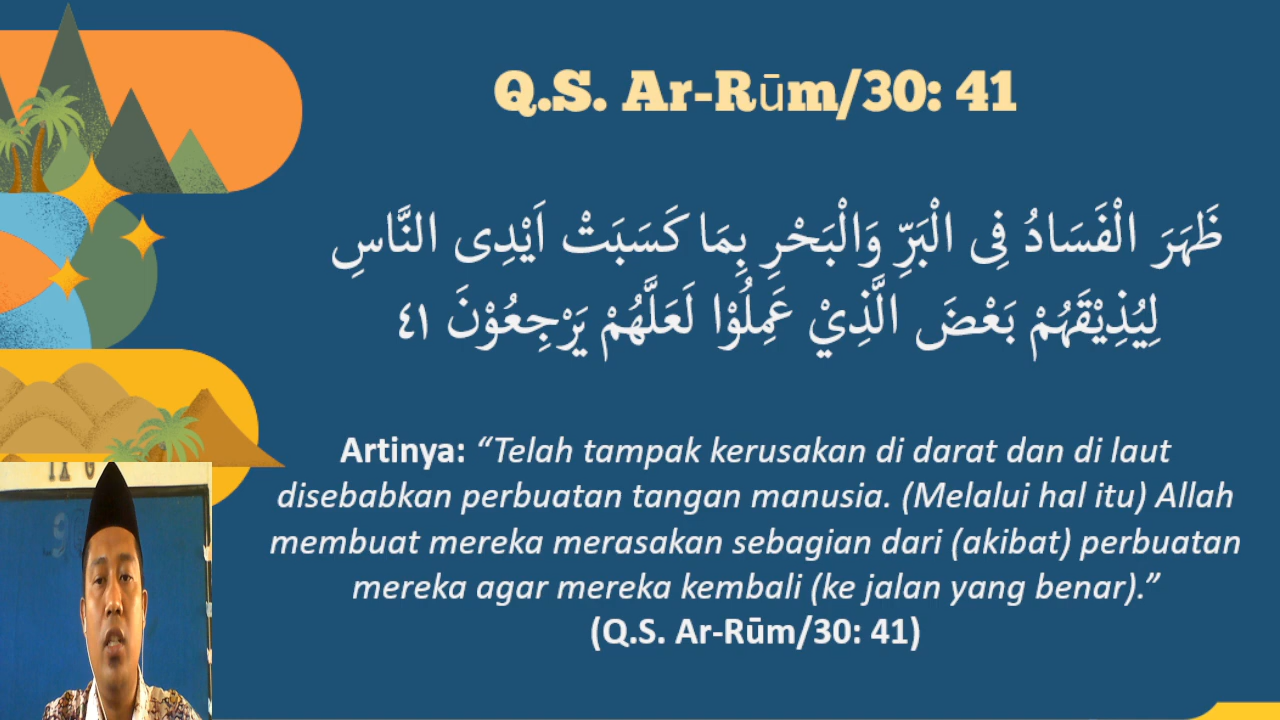 Q.S. Ar-Rūm/30: 41
ظَهَرَ الْفَسَادُ فِى الْبَرِّ وَالْبَحْرِ بِمَا كَسَبَتْ اَيْدِى النَّاسِ
لِيُذِيْقَهُمْ بَعْضَ الَّذِيْ عَمِلُوْا لَعَلَّهُمْ يَرْجِعُوْنَ ٤١
Artinya: “Telah tampak kerusakan di darat dan di laut
disebabkan perbuatan tangan manusia. (Melalui hal itu) Allah
membuat mereka merasakan sebagian dari (akibat) perbuatan
mereka agar mereka kembali (ke jalan yang benar).”
(Q.S. Ar-Rūm/30: 41)